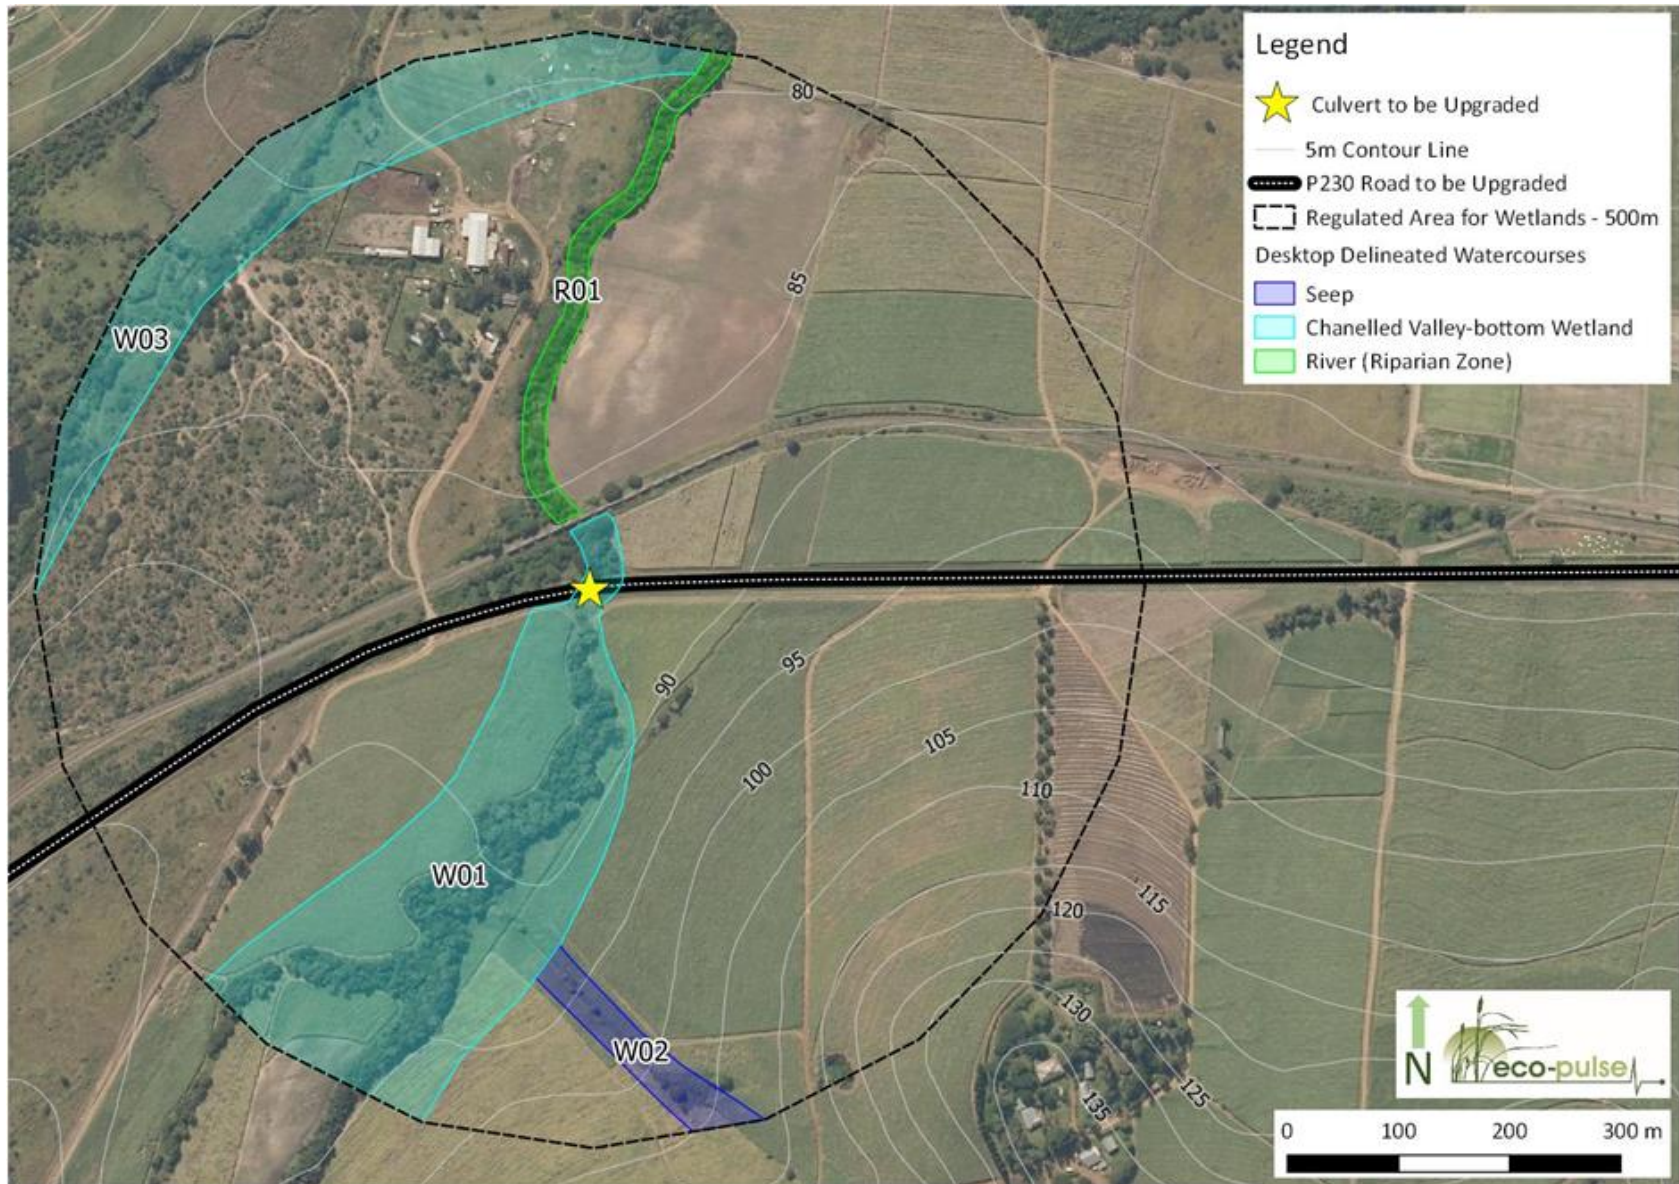 Legend
Culvert to be Upgraded
5m Contour Line
P230 Road to be Upgraded
Regulated Area for Wetlands - 500m
Desktop Delineated Watercourses
Seep
Chanelled Valley-bottom Wetland
River (Riparian Zone)
80
85
R01
W03
90
95
100
105
110
115
120
W01
W02
130
125
135
N
eco-pulse
0 100 200 300 m